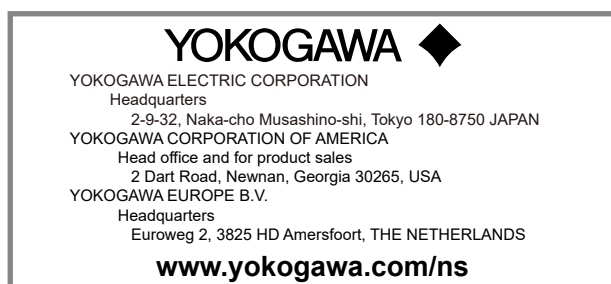 YOKOGAWA
YOKOGAWA ELECTRIC CORPORATION
Headquarters
2-9-32, Naka-cho Musashino-shi, Tokyo 180-8750 JAPAN
YOKOGAWA CORPORATION OF AMERICA
Head office and for product sales
2 Dart Road, Newnan, Georgia 30265, USA
YOKOGAWA EUROPE B.V.
Headquarters
Euroweg 2, 3825 HD Amersfoort, THE NETHERLANDS
www.yokogawa.com/ns